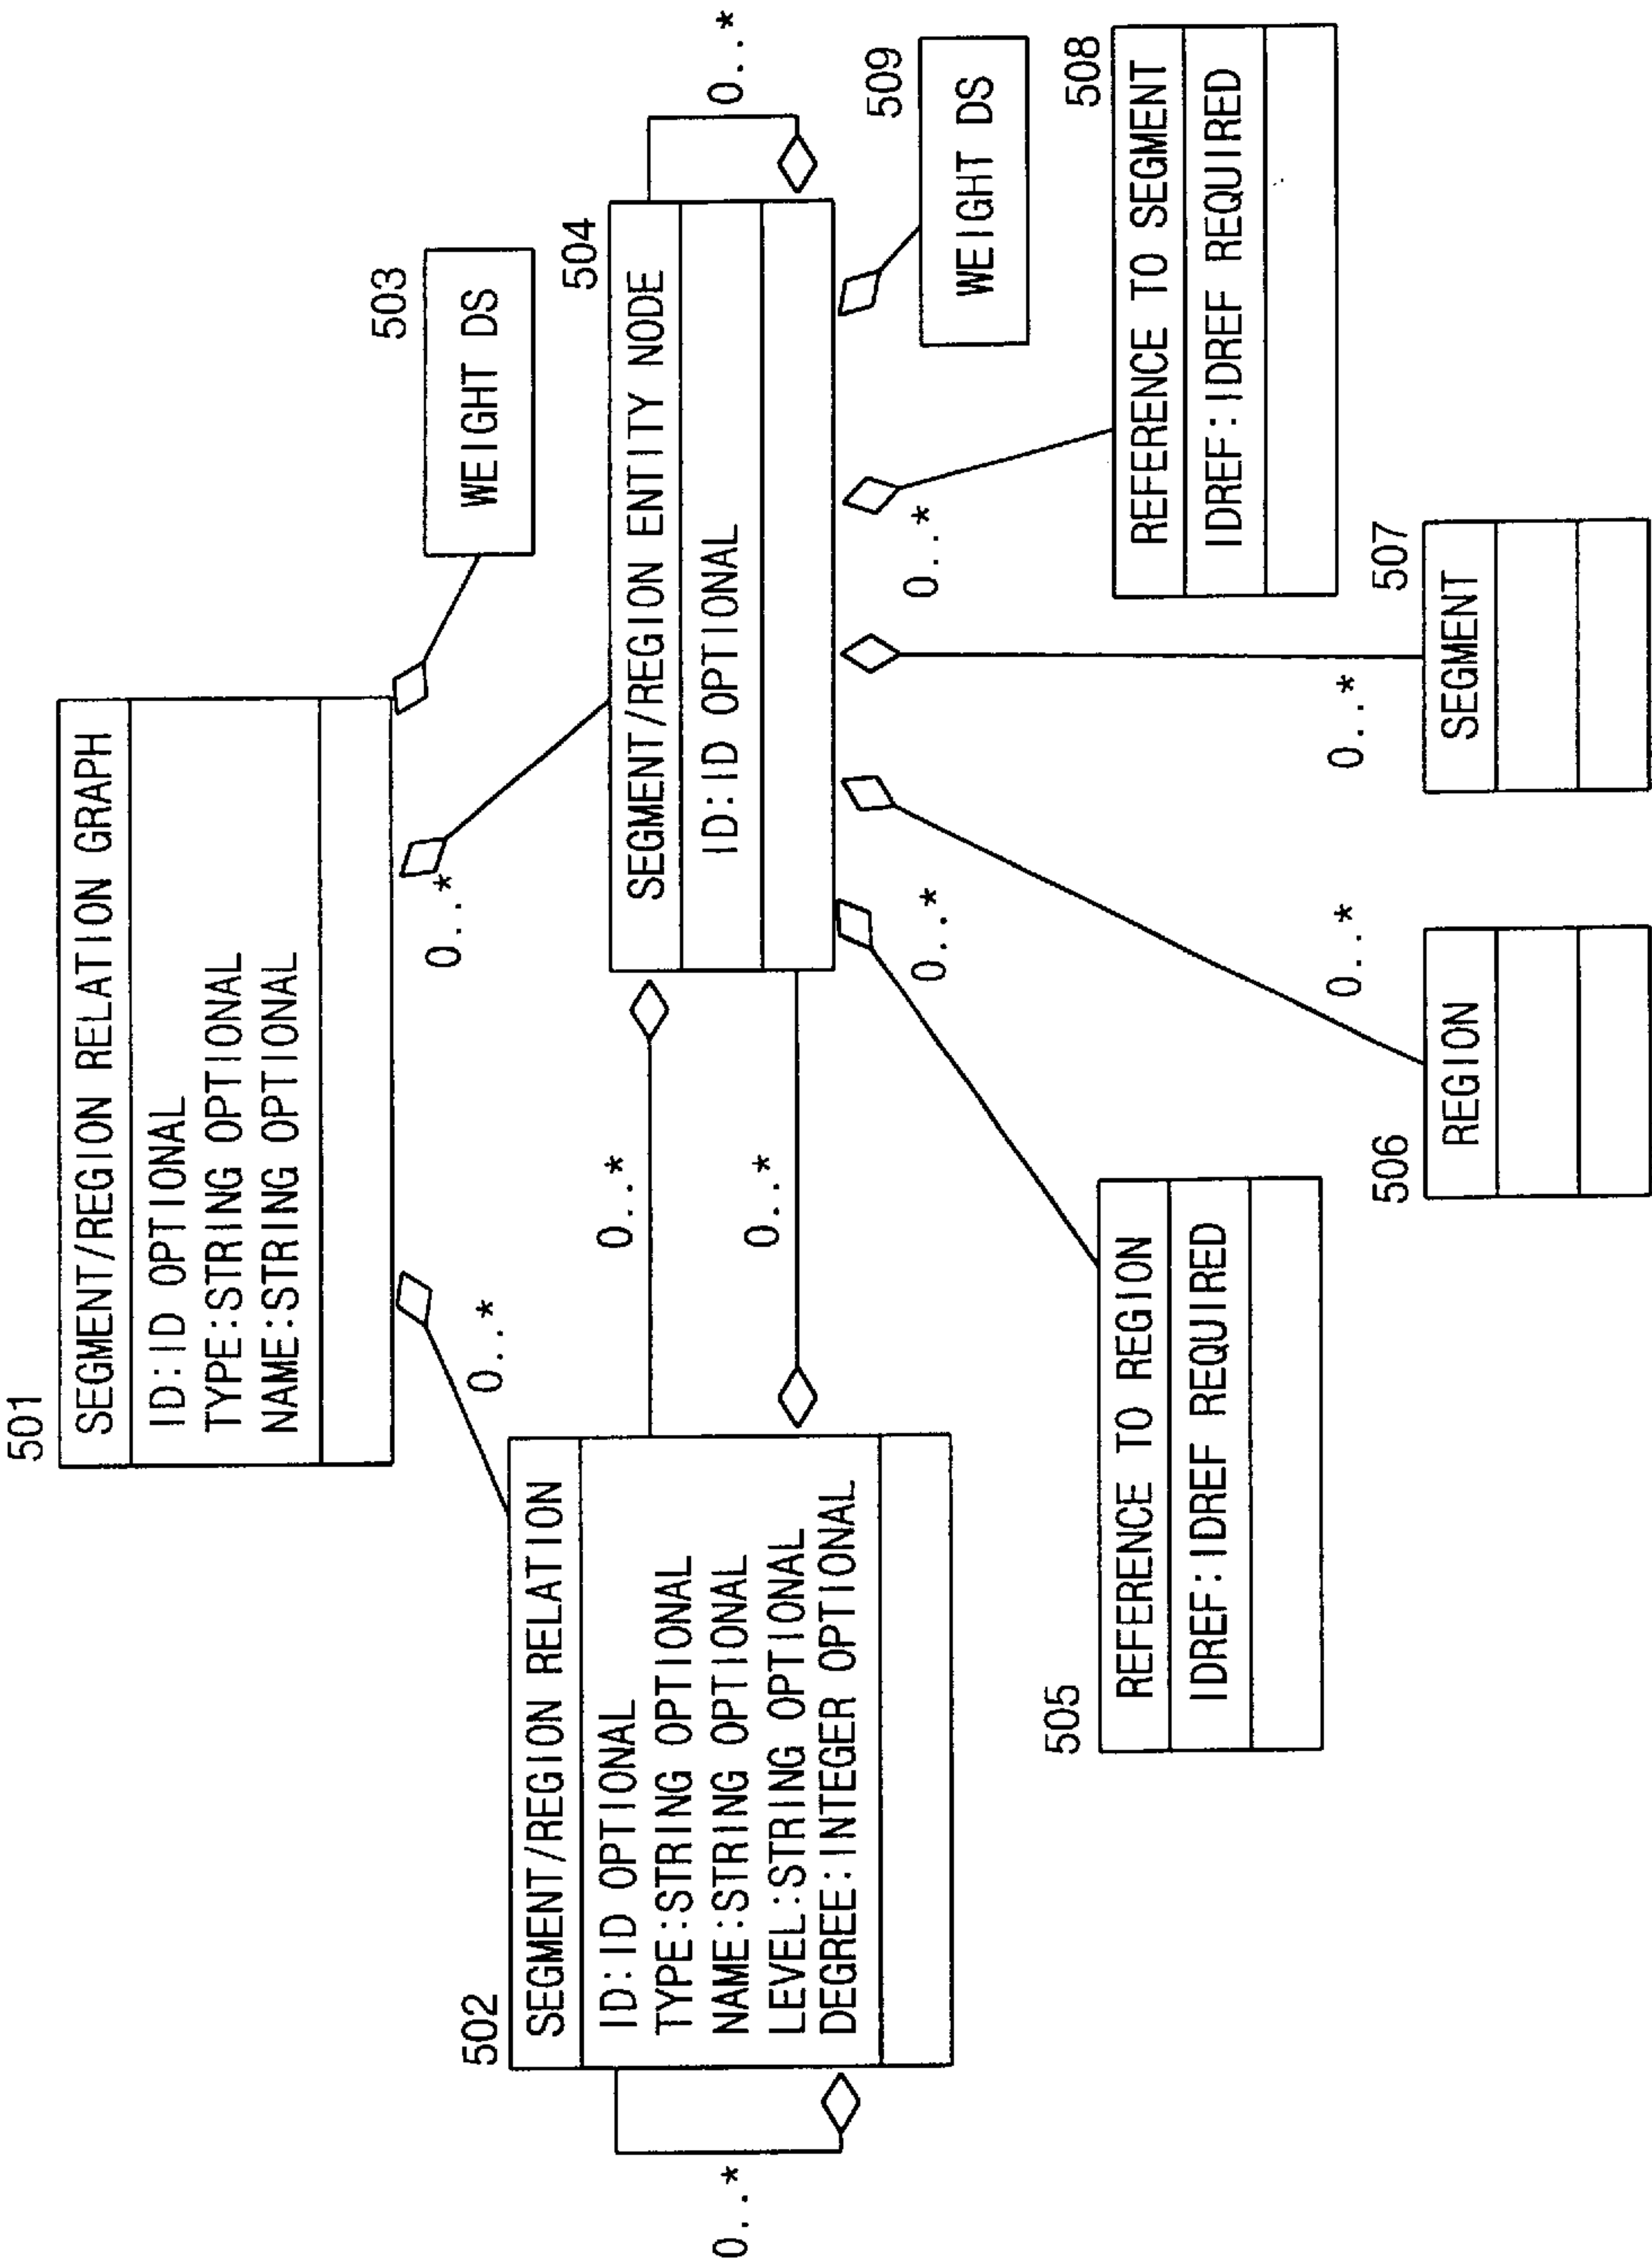 501
SEGMENT/REGION RELATION GRAPH
ID:ID OPTIONAL
TYPE:STRING OPTIONAL
NAME:STRING OPTIONAL
0...*
0...*
503
WEIGHT DS
502
SEGMENT/REGION RELATION
ID:ID OPTIONAL
TYPE:STRING OPTIONAL
NAME:STRING OPTIONAL
LEVEL:STRING OPTIONAL
DEGREE:INTEGER OPTIONAL
0...*
0...*
0...*
504
SEGMENT/REGION ENTITY NODE
ID:ID OPTIONAL
0...*
0...*
0...*
509
WEIGHT DS
505
REFERENCE TO REGION
IDREF:IDREF REQUIRED
508
REFERENCE TO SEGMENT
IDREF:IDREF REQUIRED
0...*
506
REGION
0...*
507
SEGMENT